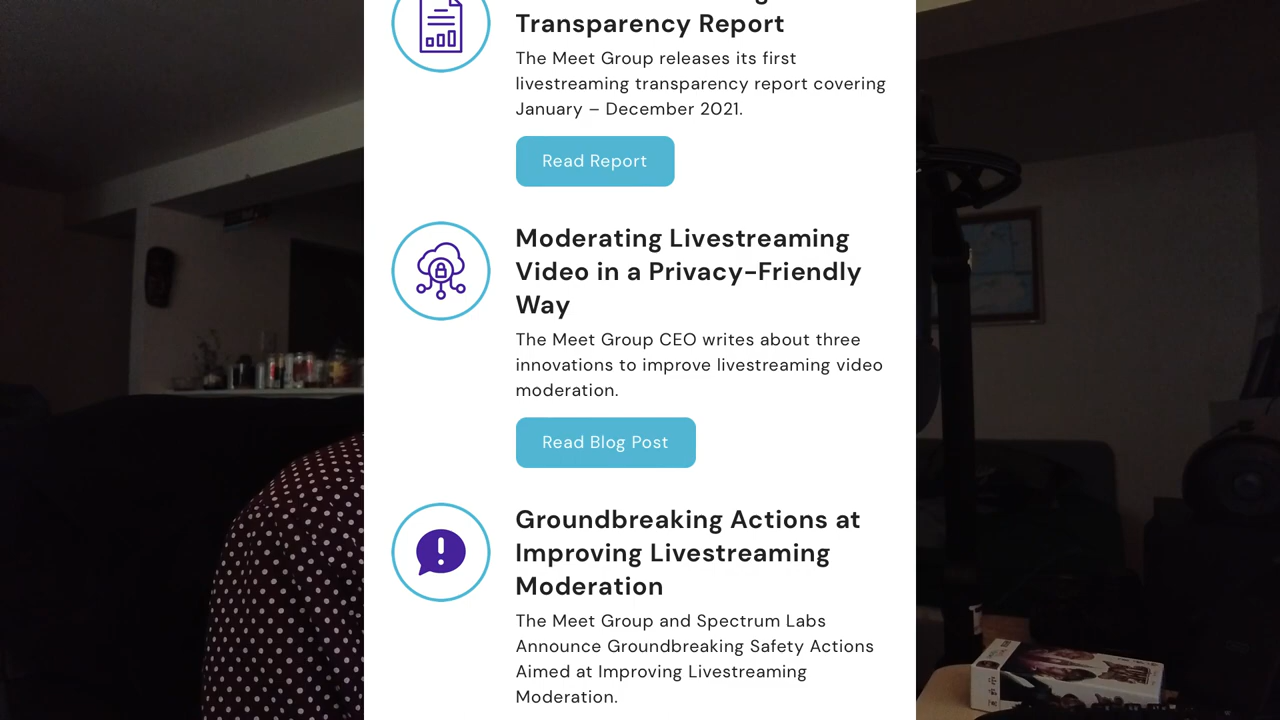 Transparency Report
The Meet Group releases its first
livestreaming transparency report covering
January – December 2021.
Read Report
Moderating Livestreaming
Video in a Privacy-Friendly
Way
The Meet Group CEO writes about three
innovations to improve livestreaming video
moderation.
Read Blog Post
Groundbreaking Actions at
Improving Livestreaming
Moderation
The Meet Group and Spectrum Labs
Announce Groundbreaking Safety Actions
Aimed at Improving Livestreaming
Moderation.